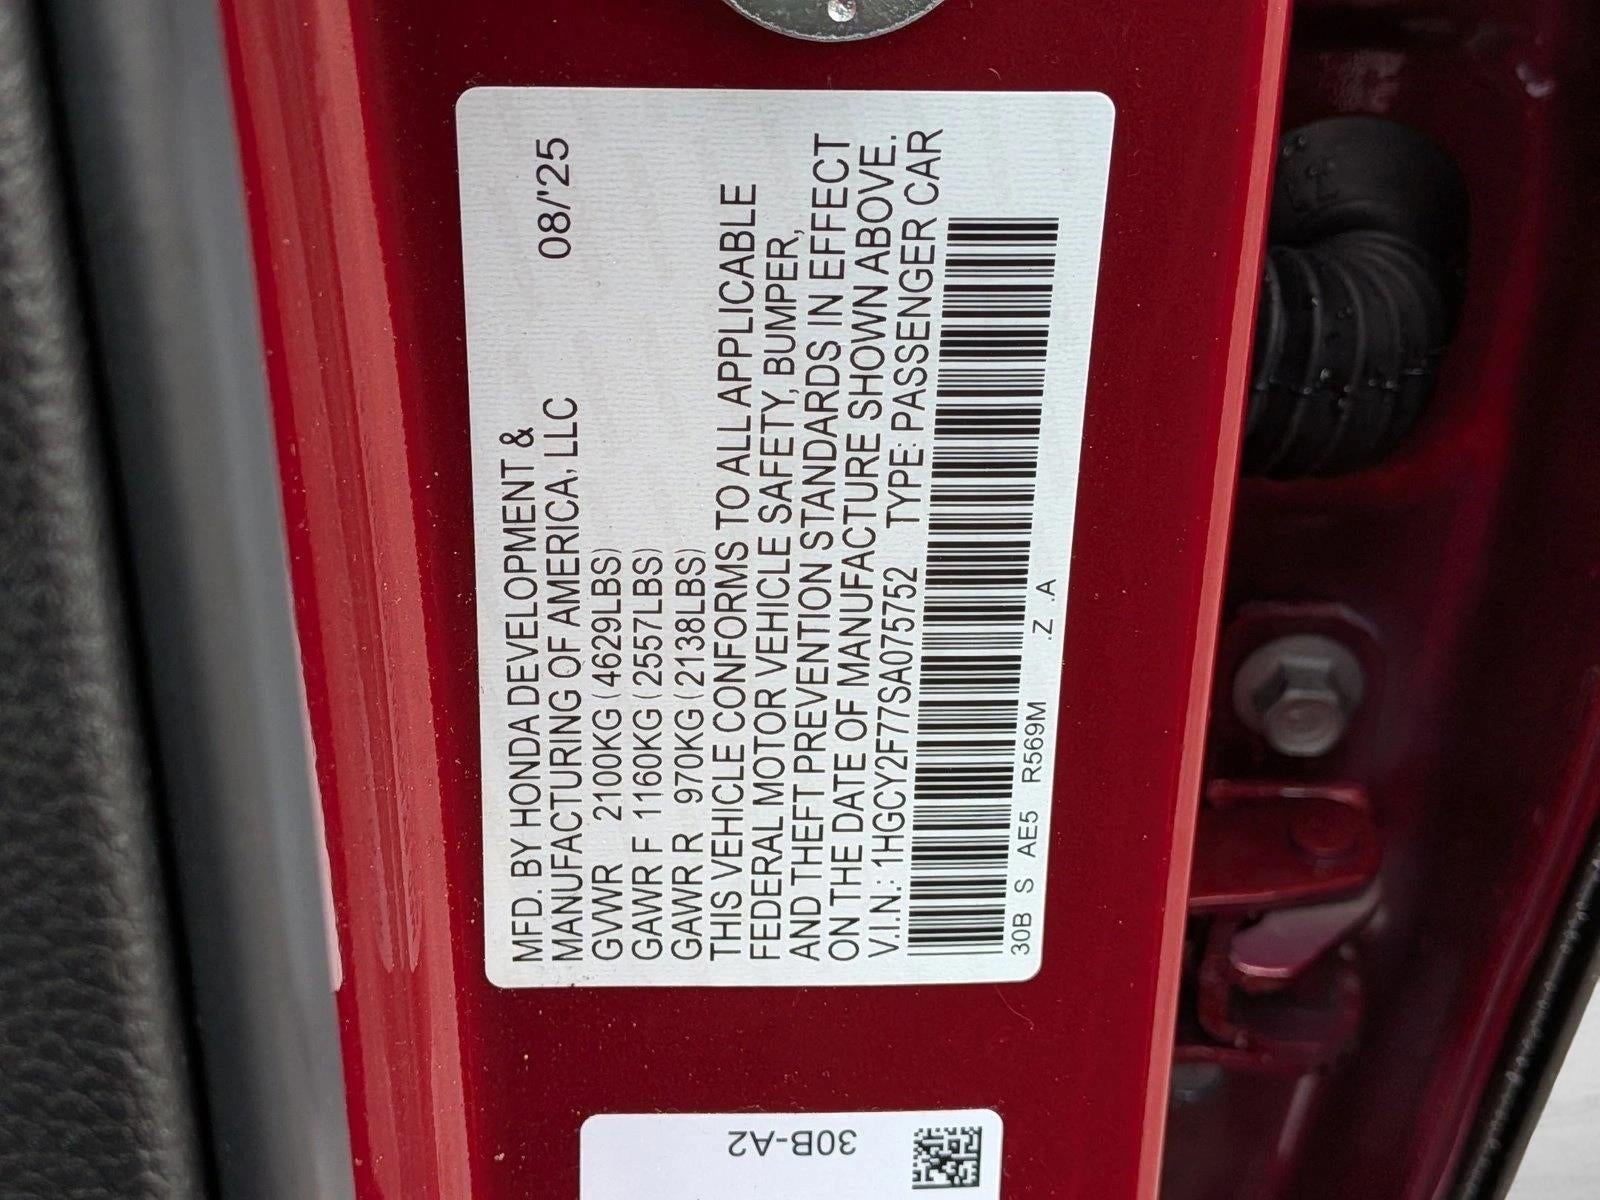 MFD. BY HONDA DEVELOPMENT &
MANUFACTURING OF AMERICA, LLC 08/'25
GVWR 2100KG (4629LBS)
GAWR F 1160KG (2557LBS)
GAWR R 970KG (2138LBS)
THIS VEHICLE CONFORMS TO ALL APPLICABLE
FEDERAL MOTOR VEHICLE SAFETY, BUMPER,
AND THEFT PREVENTION STANDARDS IN EFFECT
ON THE DATE OF MANUFACTURE SHOWN ABOVE.
V.I.N.: 1HGCY2F77SA075752 TYPE: PASSENGER CAR
30B S AE5 R569M Z .A
30B-A2